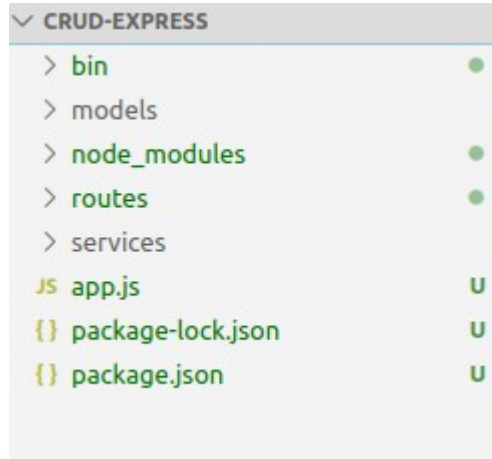 CRUD-EXPRESS
bin
models
node_modules
routes
services
JS app.js U
{} package-lock.json U
{} package.json U